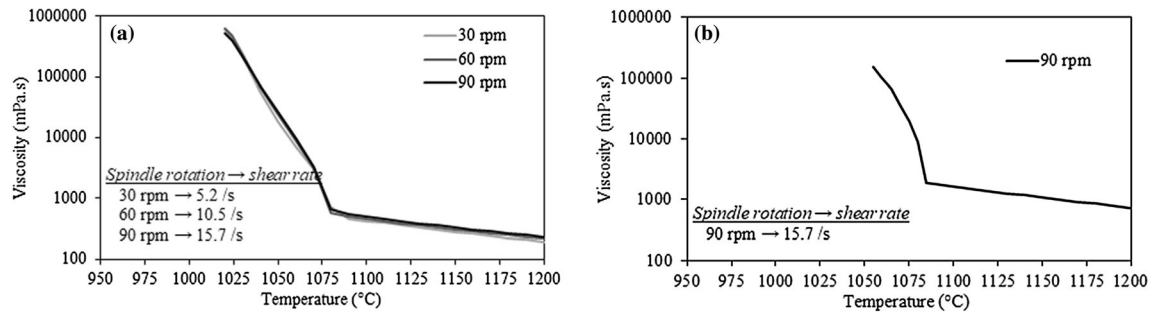 (a)
Viscosity (mPa.s)
1000000
100000
10000
1000
100
30 rpm
60 rpm
90 rpm
Spindle rotation → shear rate
30 rpm → 5.2 /s
60 rpm → 10.5 /s
90 rpm → 15.7 /s
950 975 1000 1025 1050 1075 1100 1125 1150 1175 1200
Temperature (°C)
(b)
Viscosity (mPa.s)
1000000
100000
10000
1000
100
90 rpm
Spindle rotation → shear rate
90 rpm → 15.7 /s
950 975 1000 1025 1050 1075 1100 1125 1150 1175 1200
Temperature (°C)